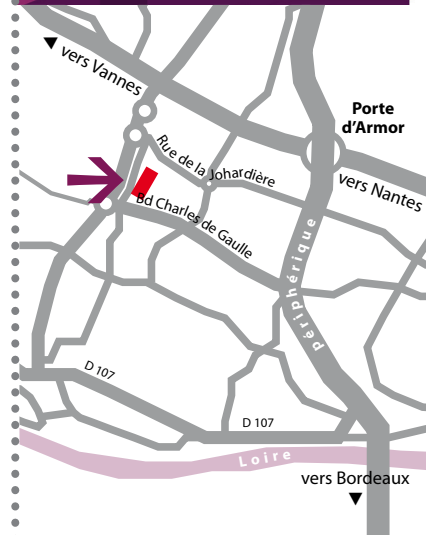 vers Vannes
Porte
d'Armor
Rue de la Johardière
vers Nantes
Bd Charles de Gaulle
périphérique
D 107
D 107
Loire
vers Bordeaux